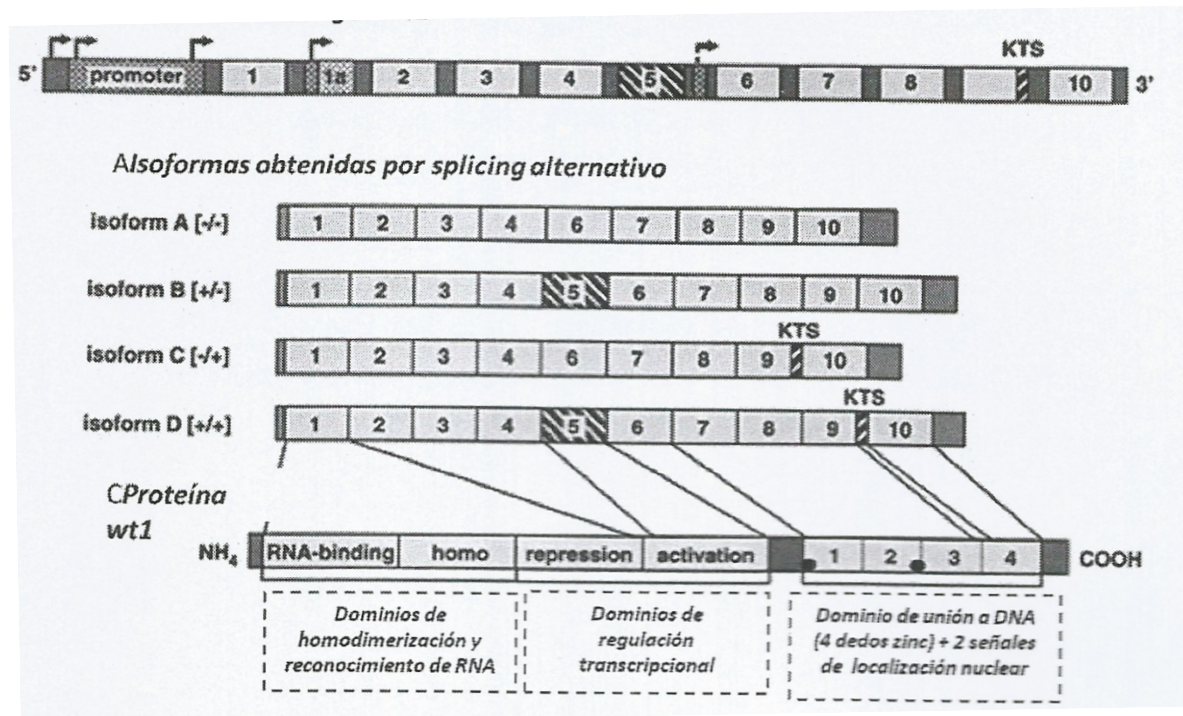 KTS
5' promoter 1 1a 2 3 4 5 6 7 8 10 3'
AIsoformas obtenidas por splicing alternativo
isoform A [-/-] 1 2 3 4 6 7 8 9 10
isoform B [+/-] 1 2 3 4 5 6 7 8 9 10
KTS
isoform C [-/+] 1 2 3 4 6 7 8 9 10
KTS
isoform D [+/+] 1 2 3 4 5 6 7 8 9 10
CProteína
wt1
NH4 RNA-binding homo repression activation 1 2 3 4 COOH
Dominios de
homodimerización y
reconocimiento de RNA
Dominios de
regulación
transcripcional
Dominio de unión a DNA
(4 dedos zinc) + 2 señales
de localización nuclear